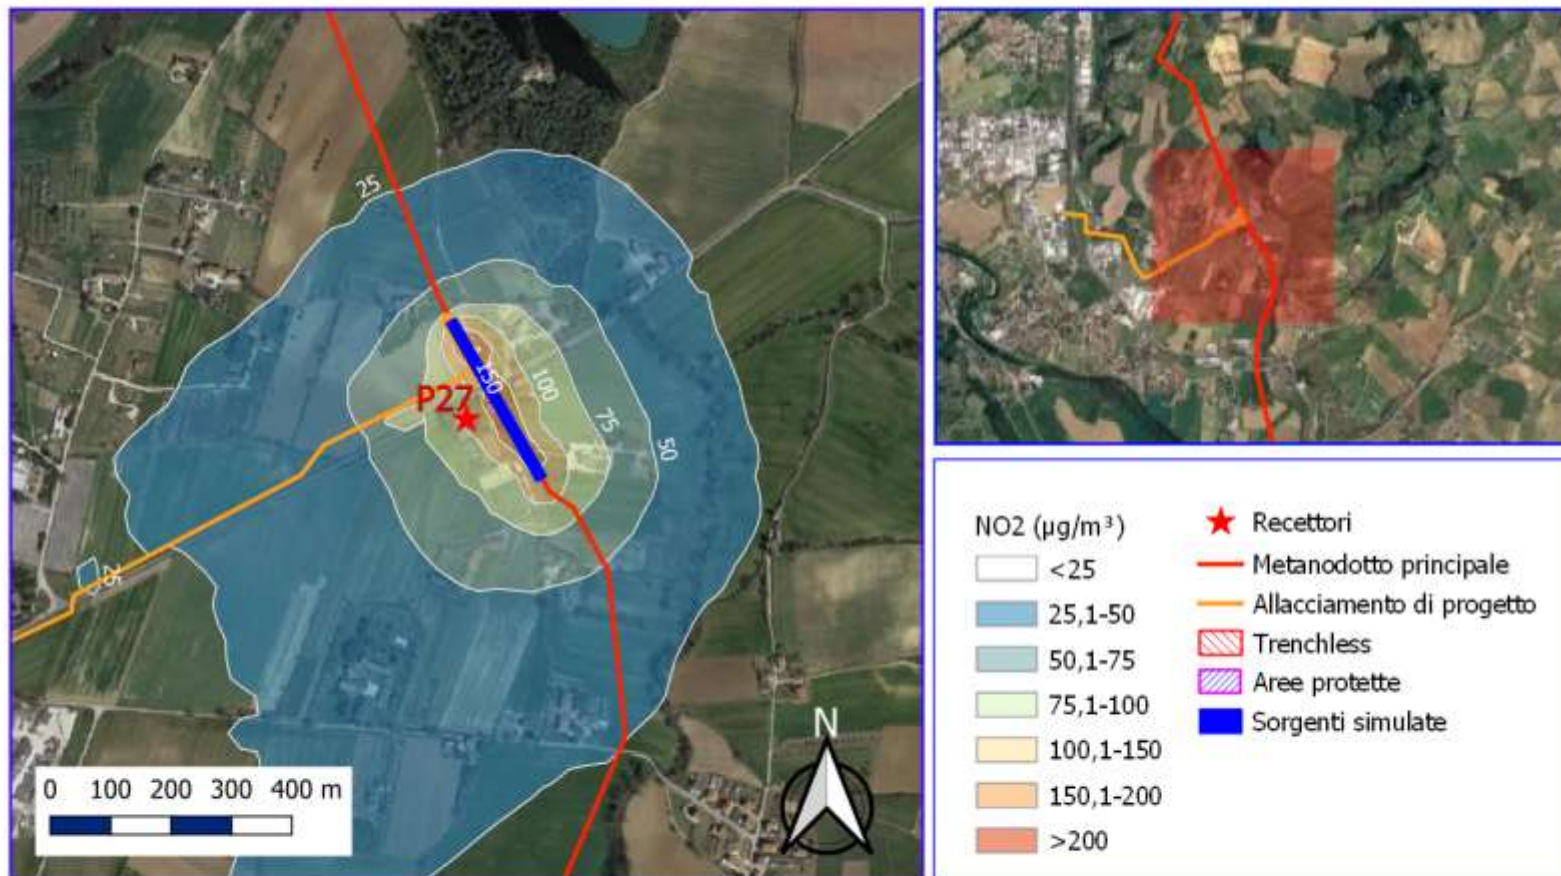 25
150
100
P27
75
50
25
N
0 100 200 300 400 m
NO2 (µg/m³)
<25
25,1-50
50,1-75
75,1-100
100,1-150
150,1-200
>200
Recettori
Metanodotto principale
Allacciamento di progetto
Trenchless
Aree protette
Sorgenti simulate